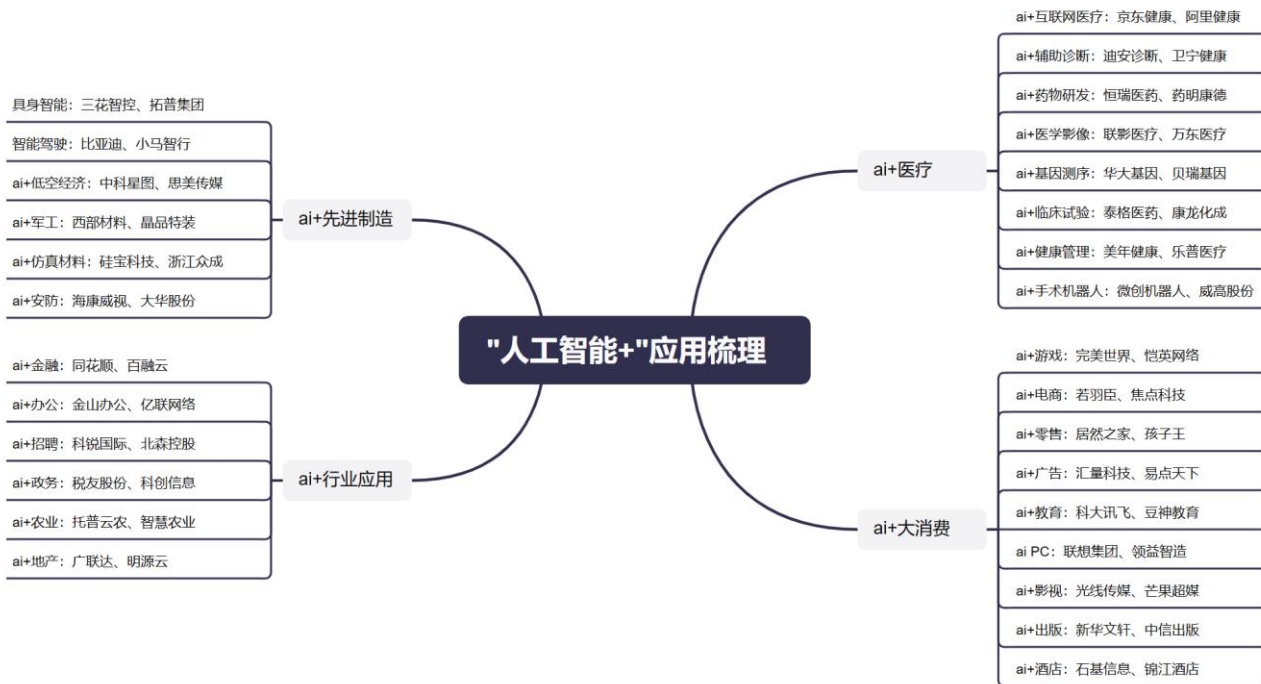 "人工智能+"应用梳理
ai+先进制造
具身智能：三花智控、拓普集团
智能驾驶：比亚迪、小马智行
ai+低空经济：中科星图、思美传媒
ai+军工：西部材料、晶品特装
ai+仿真材料：硅宝科技、浙江众成
ai+安防：海康威视、大华股份
ai+行业应用
ai+金融：同花顺、百融云
ai+办公：金山办公、亿联网络
ai+招聘：科锐国际、北森控股
ai+政务：税友股份、科创信息
ai+农业：托普云农、智慧农业
ai+地产：广联达、明源云
ai+医疗
ai+互联网医疗：京东健康、阿里健康
ai+辅助诊断：迪安诊断、卫宁健康
ai+药物研发：恒瑞医药、药明康德
ai+医学影像：联影医疗、万东医疗
ai+基因测序：华大基因、贝瑞基因
ai+临床试验：泰格医药、康龙化成
ai+健康管理：美年健康、乐普医疗
ai+手术机器人：微创机器人、威高股份
ai+大消费
ai+游戏：完美世界、恺英网络
ai+电商：若羽臣、焦点科技
ai+零售：居然之家、孩子王
ai+广告：汇量科技、易点天下
ai+教育：科大讯飞、豆神教育
ai PC：联想集团、领益智造
ai+影视：光线传媒、芒果超媒
ai+出版：新华文轩、中信出版
ai+酒店：石基信息、锦江酒店